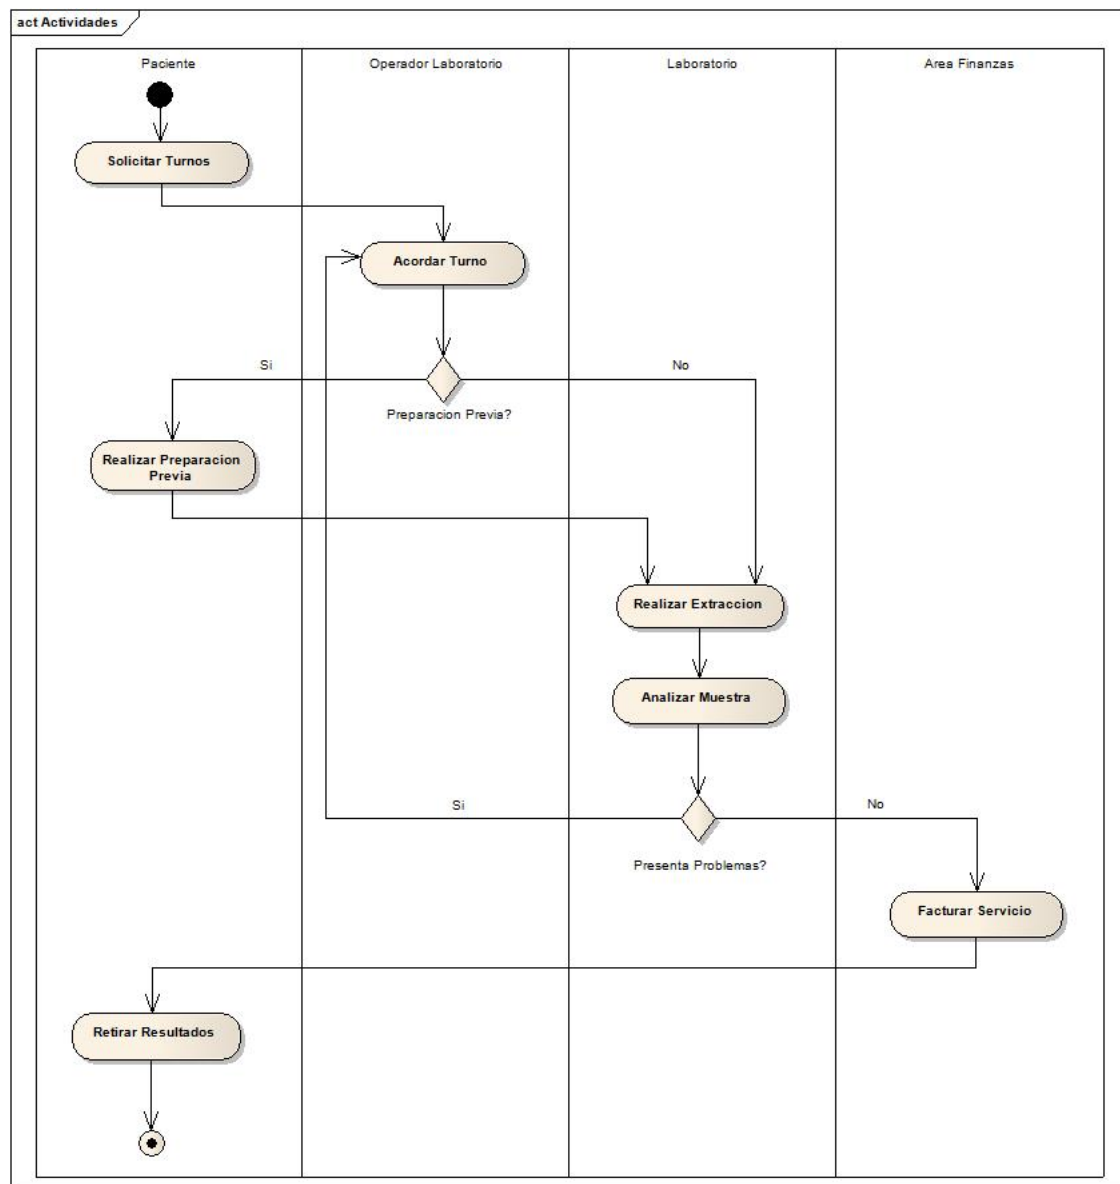 act Actividades
Paciente
Operador Laboratorio
Laboratorio
Area Finanzas
Solicitar Turnos
Acordar Turno
Si
No
Preparacion Previa?
Realizar Preparacion
Previa
Realizar Extraccion
Analizar Muestra
Si
No
Presenta Problemas?
Facturar Servicio
Retirar Resultados